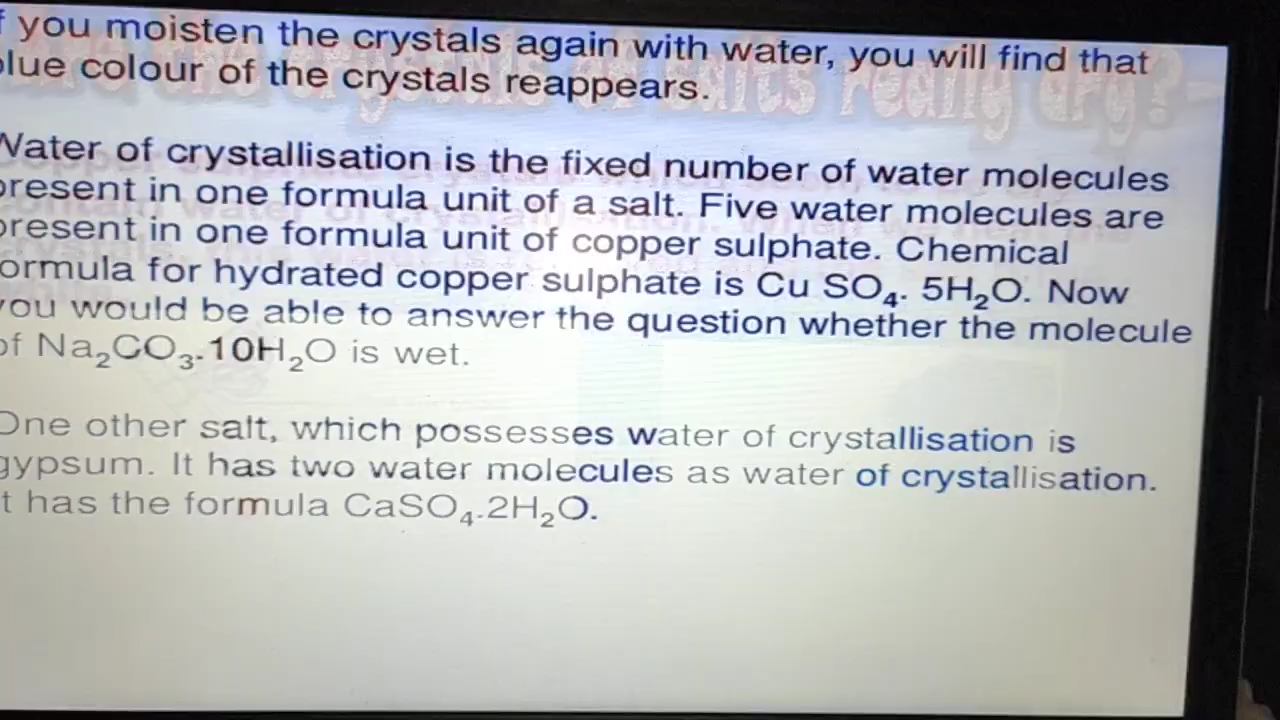 you moisten the crystals again with water, you will find that
lue colour of the crystals reappears.
Water of crystallisation is the fixed number of water molecules
present in one formula unit of a salt. Five water molecules are
present in one formula unit of copper sulphate. Chemical
ormula for hydrated copper sulphate is Cu SO₄. 5H₂O. Now
you would be able to answer the question whether the molecule
of Na₂CO₃.10H₂O is wet.
One other salt, which possesses water of crystallisation is
gypsum. It has two water molecules as water of crystallisation.
t has the formula CaSO₄.2H₂O.